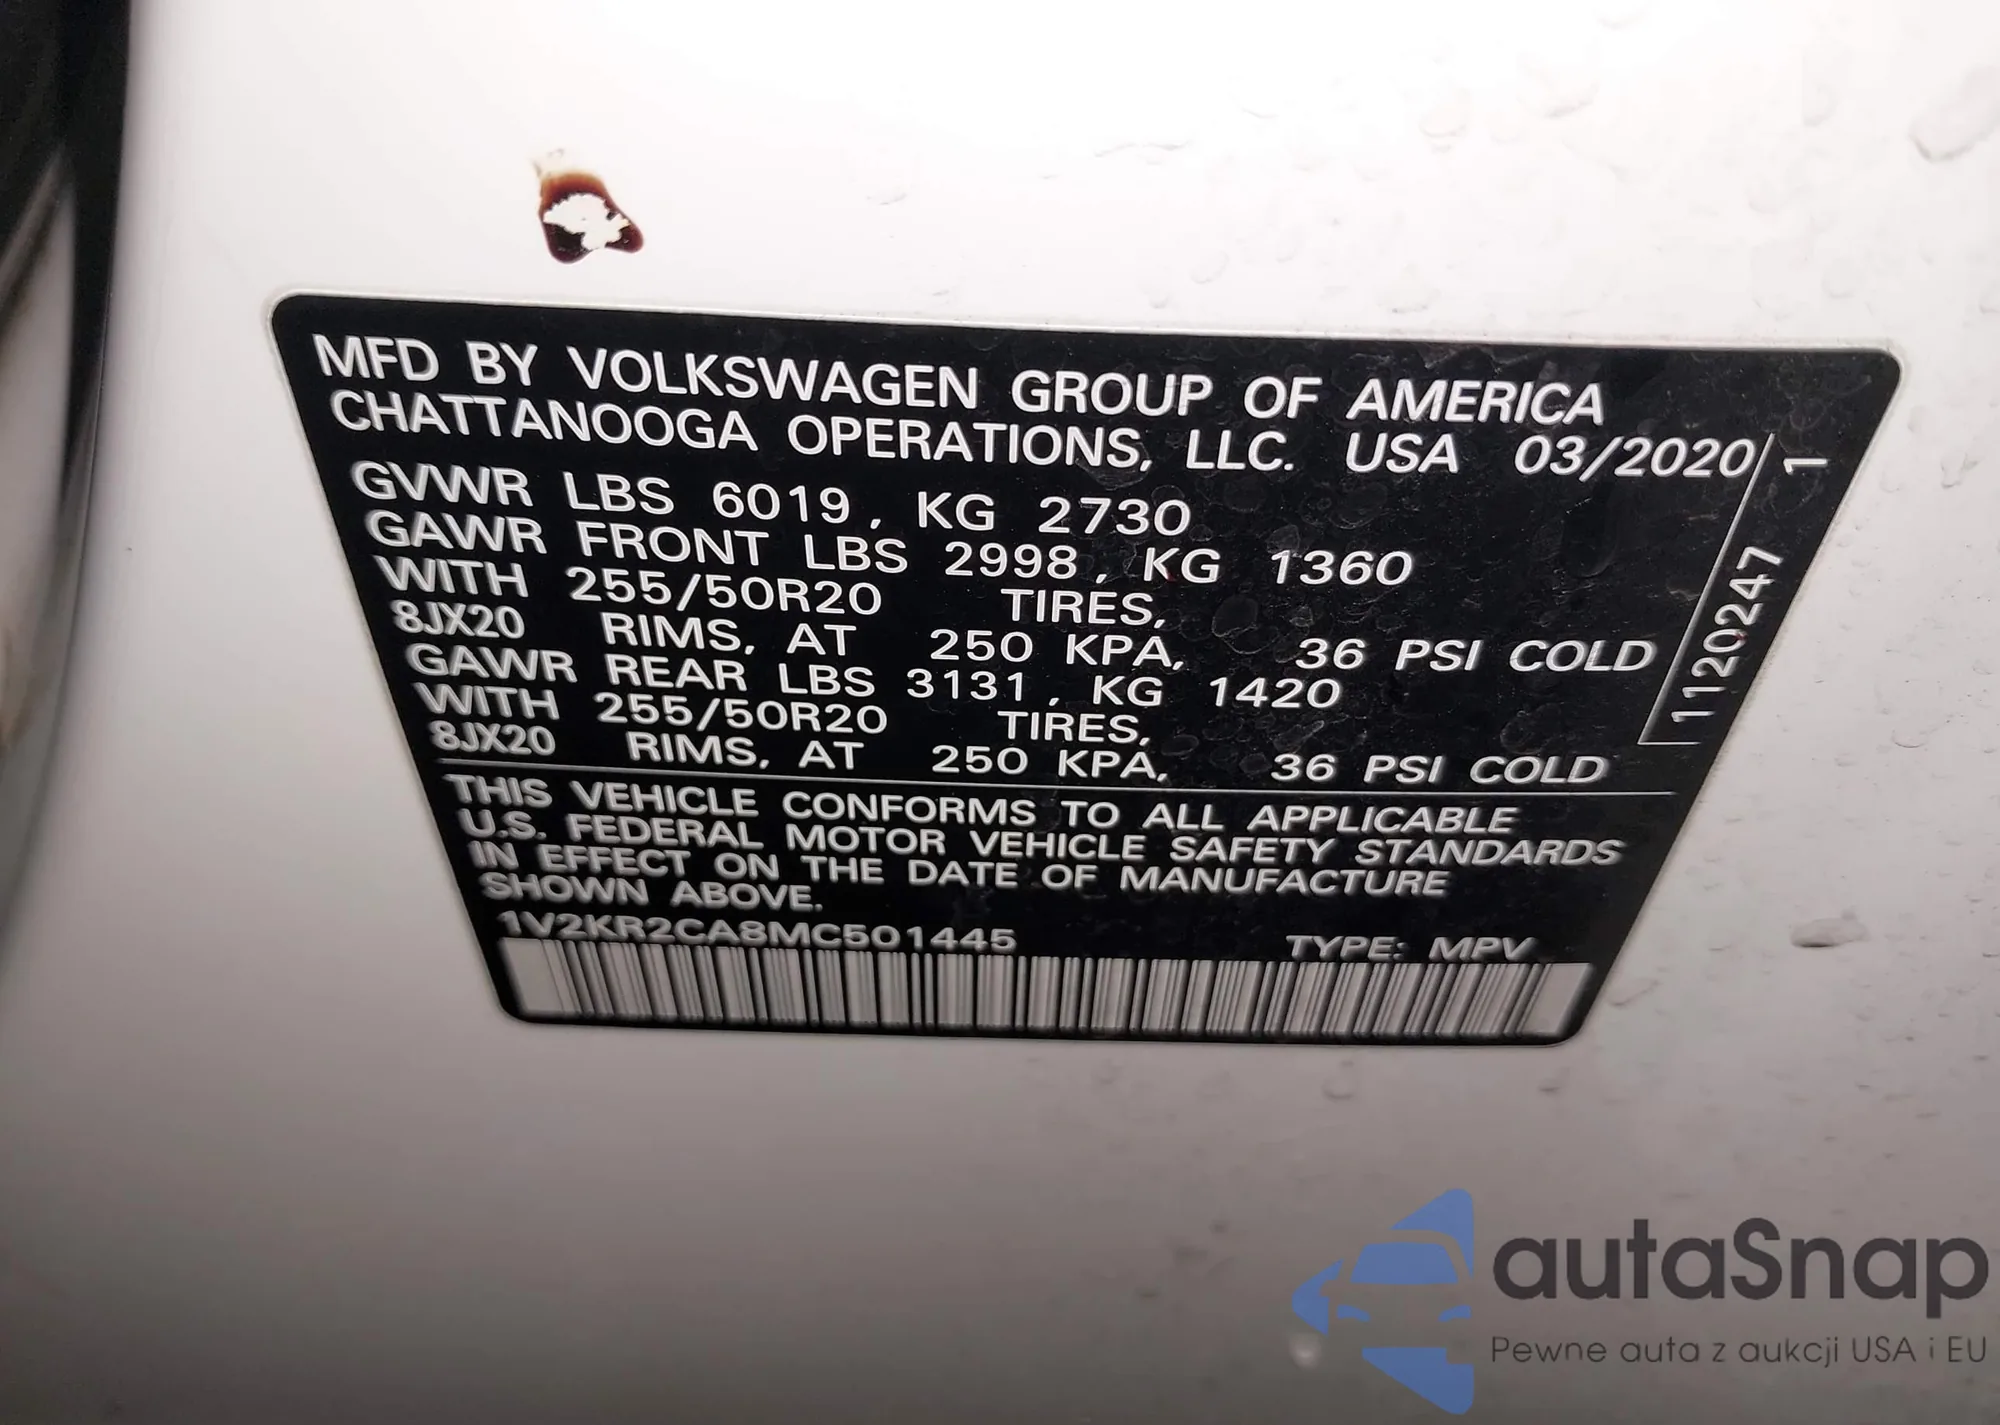 MFD BY VOLKSWAGEN GROUP OF AMERICA
CHATTANOOGA OPERATIONS, LLC. USA 03/2020
GVWR LBS 6019, KG 2730
GAWR FRONT LBS 2998, KG 1360
WITH 255/50R20 TIRES,
8JX20 RIMS, AT 250 KPA, 36 PSI COLD
GAWR REAR LBS 3131, KG 1420
WITH 255/50R20 TIRES,
8JX20 RIMS, AT 250 KPA, 36 PSI COLD
1120247 1
THIS VEHICLE CONFORMS TO ALL APPLICABLE
U.S. FEDERAL MOTOR VEHICLE SAFETY STANDARDS
IN EFFECT ON THE DATE OF MANUFACTURE
SHOWN ABOVE.
1V2KR2CA8MC501445 TYPE: MPV
autaSnap
Pewne auta z aukcji USA i EU